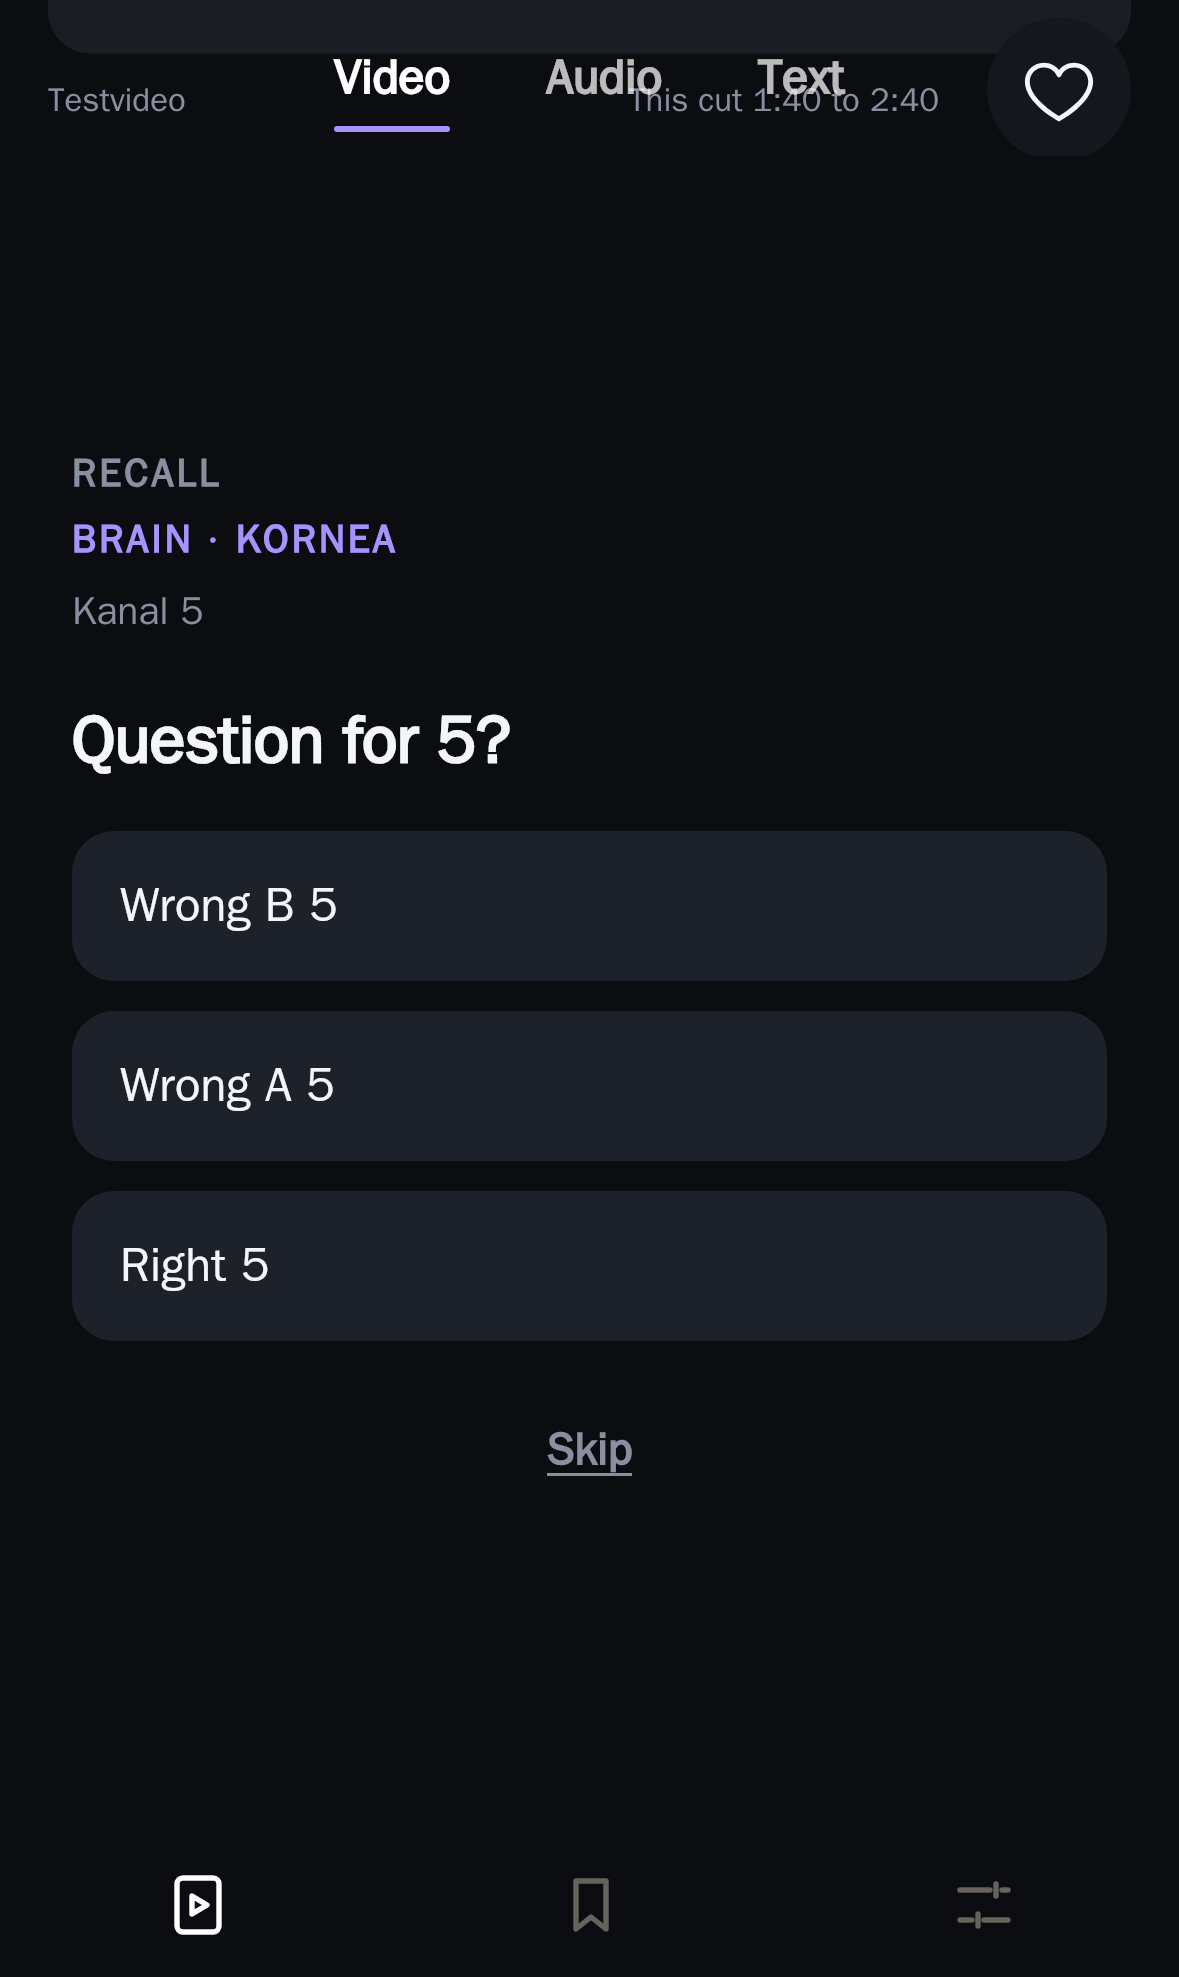 Video Audio Text
Testvideo This cut 1:40 to 2:40
RECALL
BRAIN · KORNEA
Kanal 5
Question for 5?
Wrong B 5
Wrong A 5
Right 5
Skip